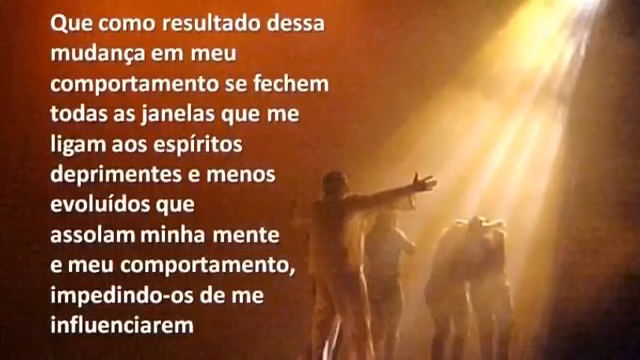 Que como resultado dessa
mudança em meu
comportamento se fechem
todas as janelas que me
ligam aos espíritos
deprimentes e menos
evoluídos que
assolam minha mente
e meu comportamento,
impedindo-os de me
influenciarem